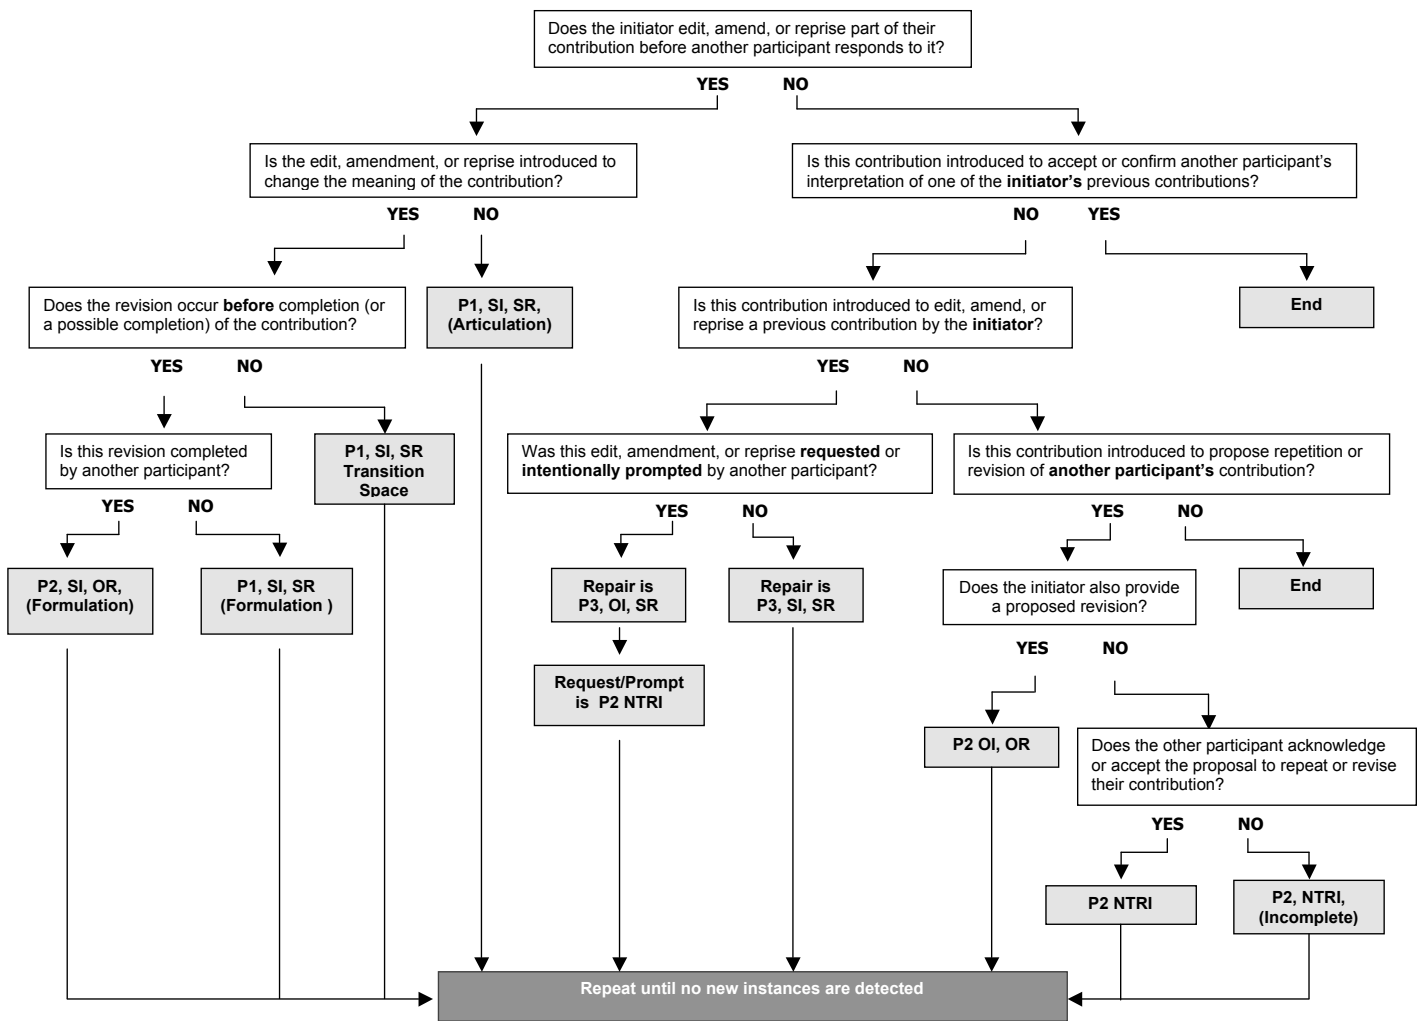 Does the initiator edit, amend, or reprise part of their
contribution before another participant responds to it?
YES
NO
Is the edit, amendment, or reprise introduced to
change the meaning of the contribution?
Is this contribution introduced to accept or confirm another participant's
interpretation of one of the initiator's previous contributions?
YES
NO
NO
YES
Does the revision occur before completion (or
a possible completion) of the contribution?
P1, SI, SR,
(Articulation)
Is this contribution introduced to edit, amend, or
reprise a previous contribution by the initiator?
End
YES
NO
YES
NO
Is this revision completed
by another participant?
P1, SI, SR
Transition
Space
Was this edit, amendment, or reprise requested or
intentionally prompted by another participant?
Is this contribution introduced to propose repetition or
revision of another participant's contribution?
YES
NO
YES
NO
YES
NO
P2, SI, OR,
(Formulation)
P1, SI, SR
(Formulation )
Repair is
P3, OI, SR
Repair is
P3, SI, SR
Does the initiator also provide
a proposed revision?
End
YES
NO
Request/Prompt
is P2 NTRI
P2 OI, OR
Does the other participant acknowledge
or accept the proposal to repeat or revise
their contribution?
YES
NO
P2 NTRI
P2, NTRI,
(Incomplete)
Repeat until no new instances are detected